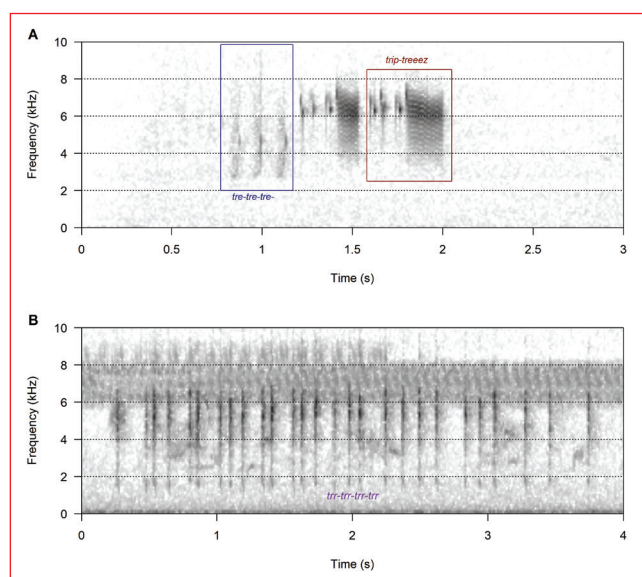 A
10
8
6
4
2
0
Frequency (kHz)
trip-treeez
tre-tre-tre-
0 0.5 1 1.5 2 2.5 3
Time (s)
B
10
8
6
4
2
0
Frequency (kHz)
trr-trr-trr-trr
0 1 2 3 4
Time (s)